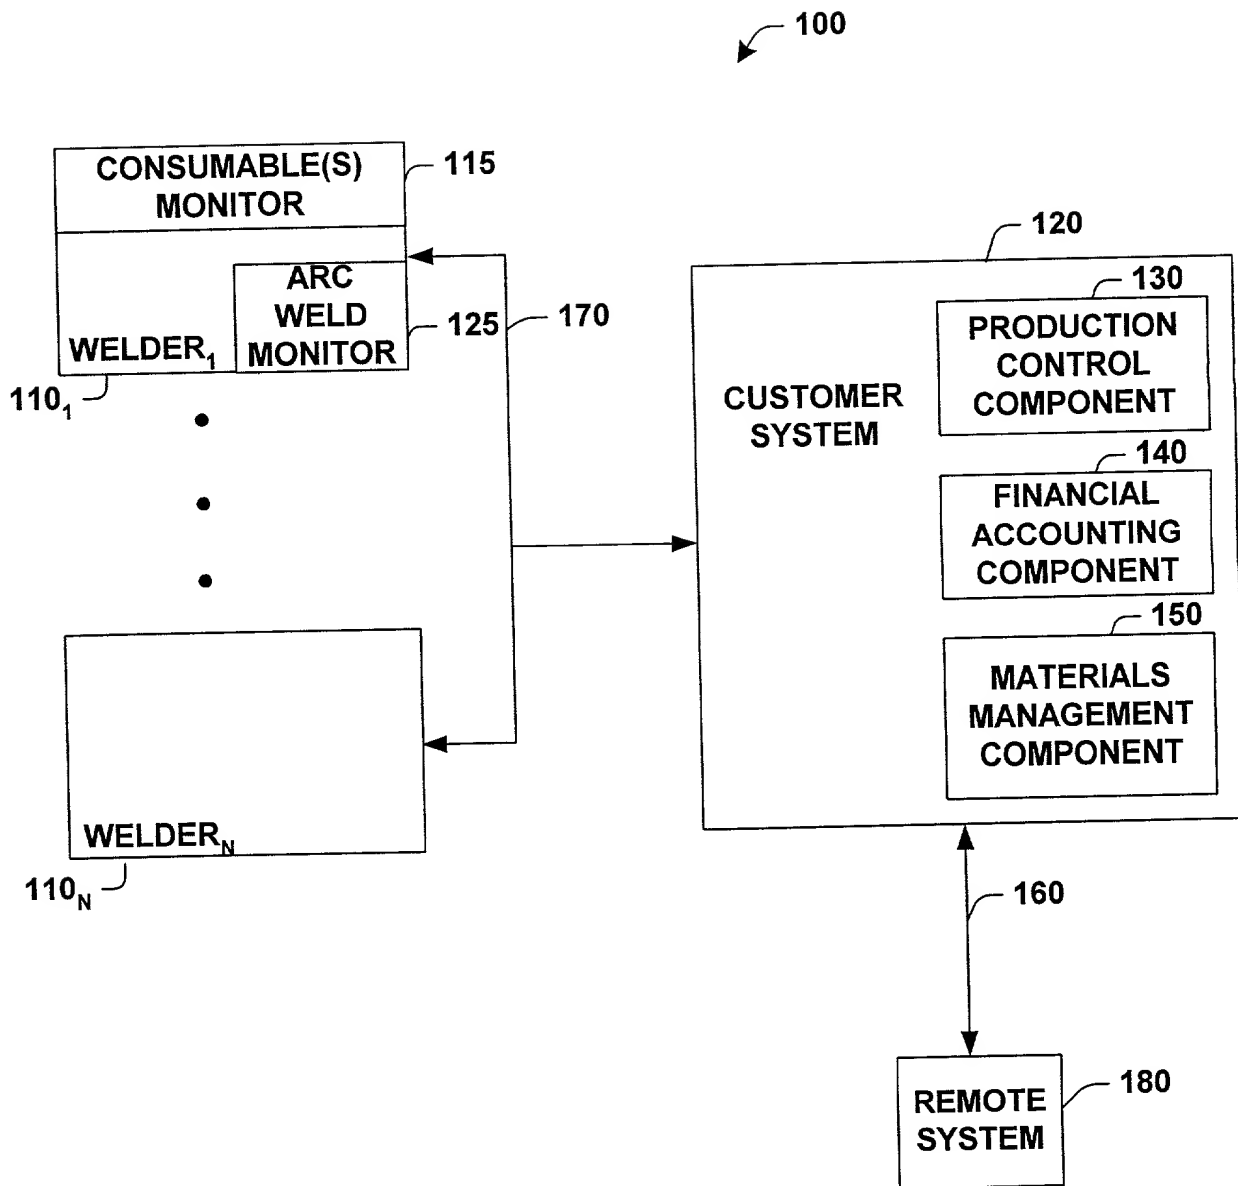 100
CONSUMABLE(S)
MONITOR
115
ARC
WELD
MONITOR
125
WELDER1
1101
170
120
CUSTOMER
SYSTEM
130
PRODUCTION
CONTROL
COMPONENT
140
FINANCIAL
ACCOUNTING
COMPONENT
150
MATERIALS
MANAGEMENT
COMPONENT
WELDERN
110N
160
REMOTE
SYSTEM
180